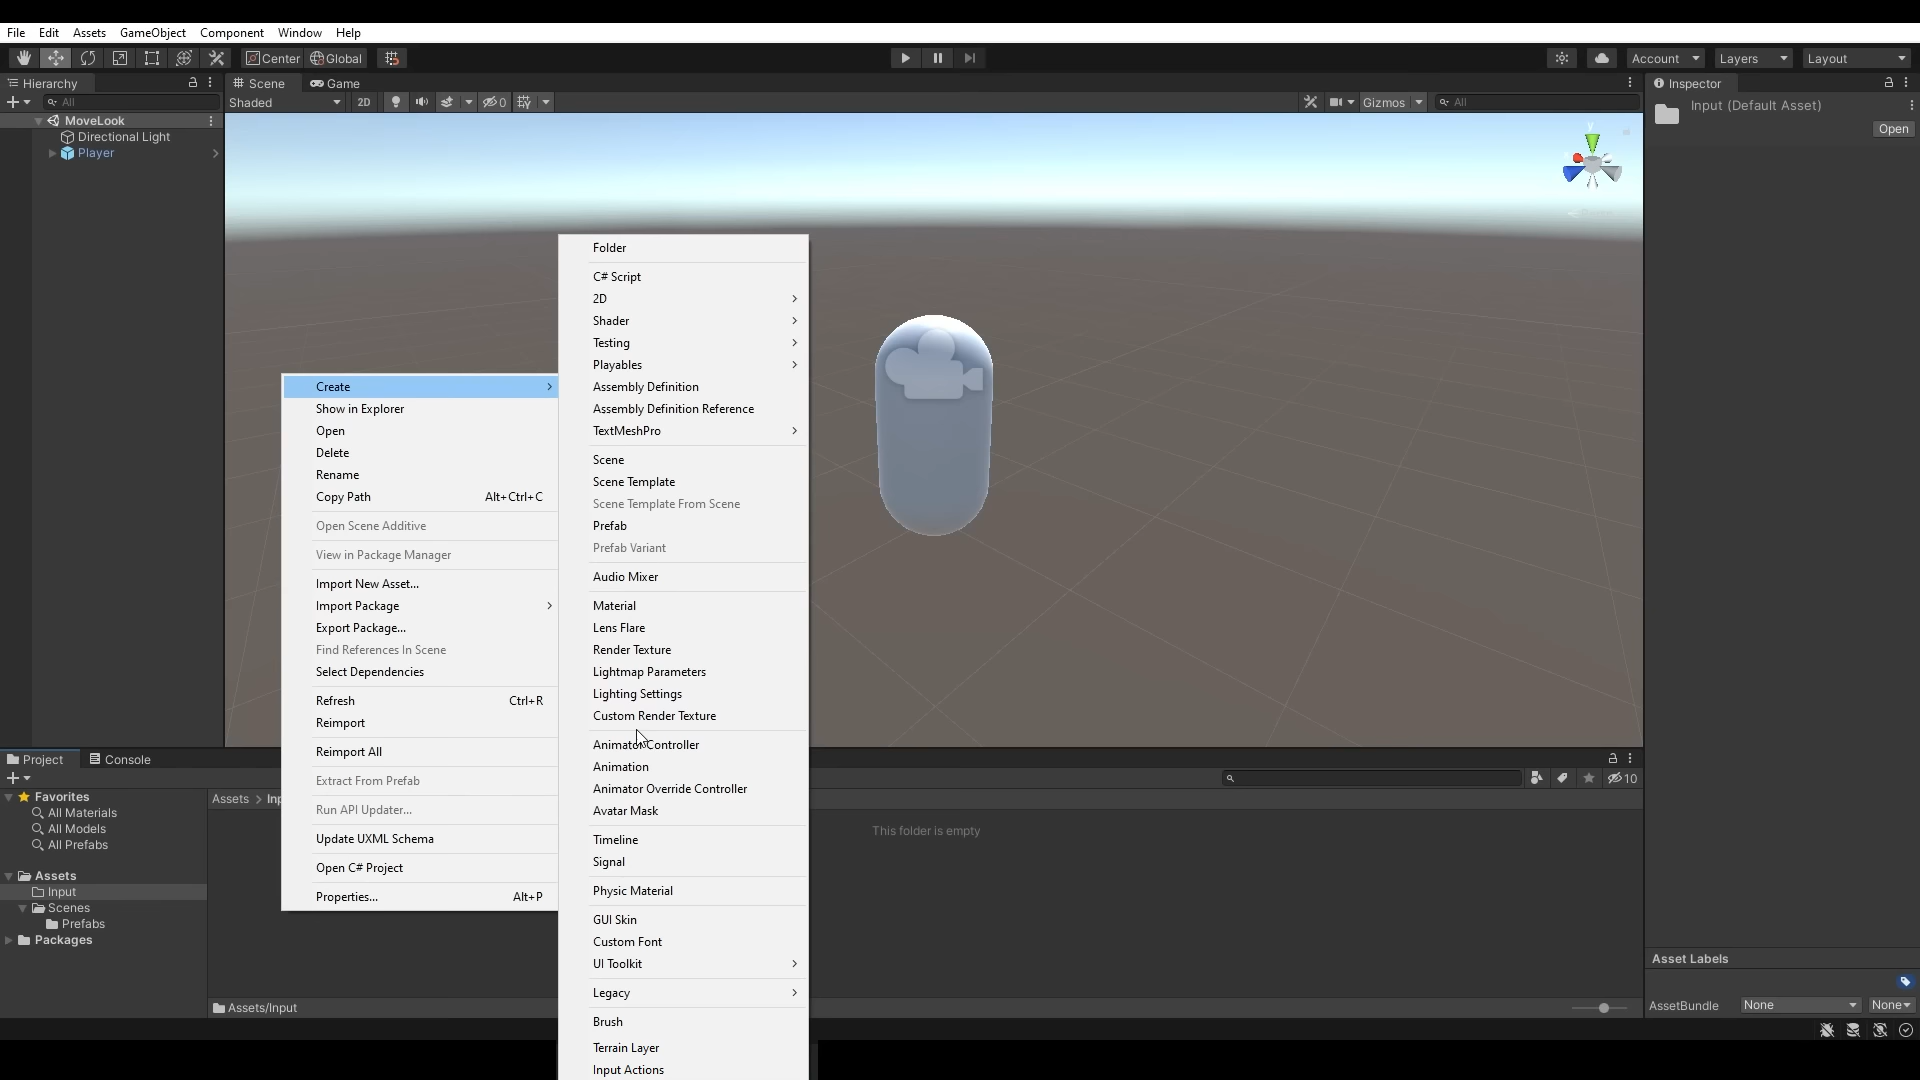 File Edit Assets GameObject Component Window Help
Center Global
Account Layers Layout
Hierarchy
All
MoveLook
Directional Light
Player
Scene Game
Shaded 2D 0 Gizmos All
y
Inspector
Input (Default Asset)
Open
Create
Show in Explorer
Open
Delete
Rename
Copy Path Alt+Ctrl+C
Open Scene Additive
View in Package Manager
Import New Asset...
Import Package
Export Package...
Find References In Scene
Select Dependencies
Refresh Ctrl+R
Reimport
Reimport All
Extract From Prefab
Run API Updater...
Update UXML Schema
Open C# Project
Properties... Alt+P
Folder
C# Script
2D
Shader
Testing
Playables
Assembly Definition
Assembly Definition Reference
TextMeshPro
Scene
Scene Template
Scene Template From Scene
Prefab
Prefab Variant
Audio Mixer
Material
Lens Flare
Render Texture
Lightmap Parameters
Lighting Settings
Custom Render Texture
Animator Controller
Animation
Animator Override Controller
Avatar Mask
Timeline
Signal
Physic Material
GUI Skin
Custom Font
UI Toolkit
Legacy
Brush
Terrain Layer
Input Actions
Project Console
10
Favorites
All Materials
All Models
All Prefabs
Assets
Input
Scenes
Prefabs
Packages
Assets > Inp
This folder is empty
Assets/Input
Asset Labels
AssetBundle None None